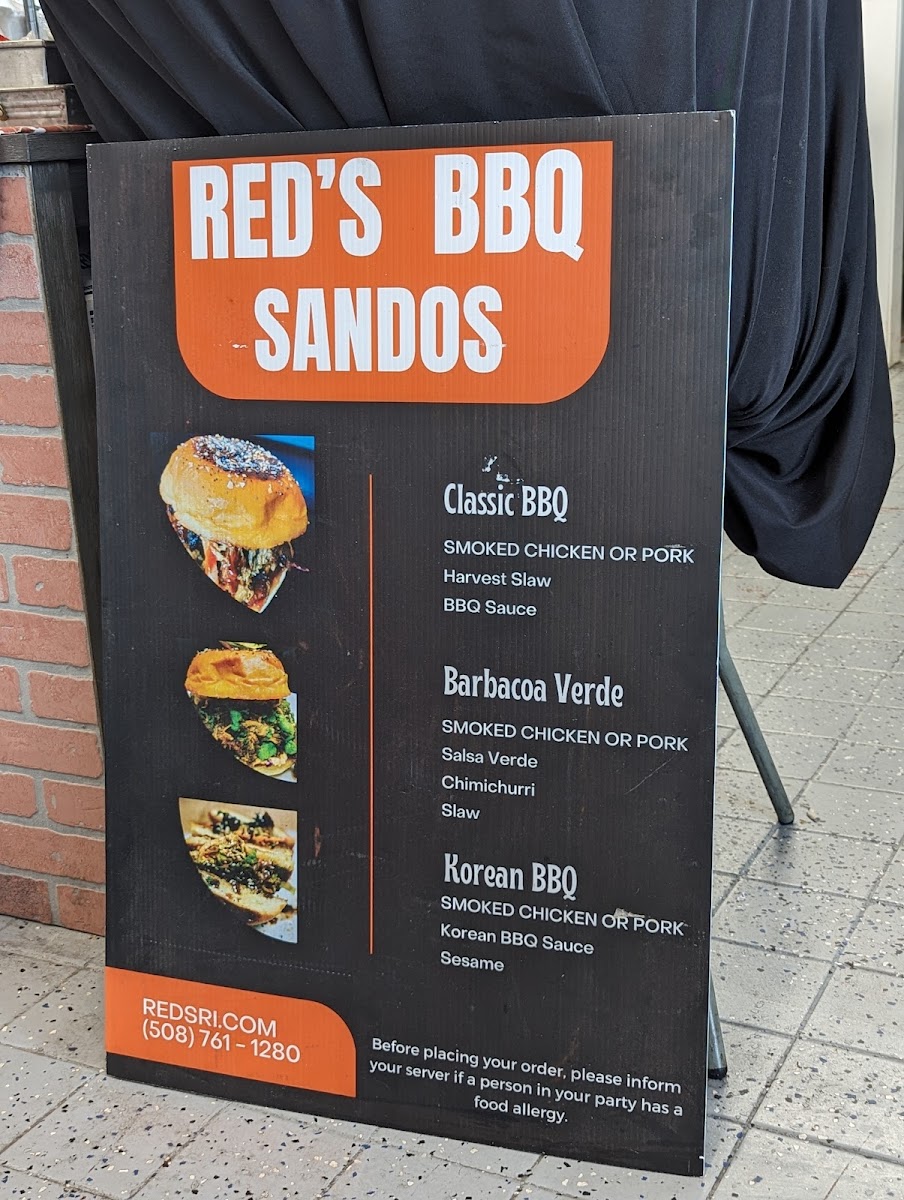 RED'S BBQ
SANDOS
Classic BBQ
SMOKED CHICKEN OR PORK
Harvest Slaw
BBQ Sauce
Barbacoa Verde
SMOKED CHICKEN OR PORK
Salsa Verde
Chimichurri
Slaw
Korean BBQ
SMOKED CHICKEN OR PORK
Korean BBQ Sauce
Sesame
REDSRI.COM
(508) 761 - 1280
Before placing your order, please inform
your server if a person in your party has a
food allergy.